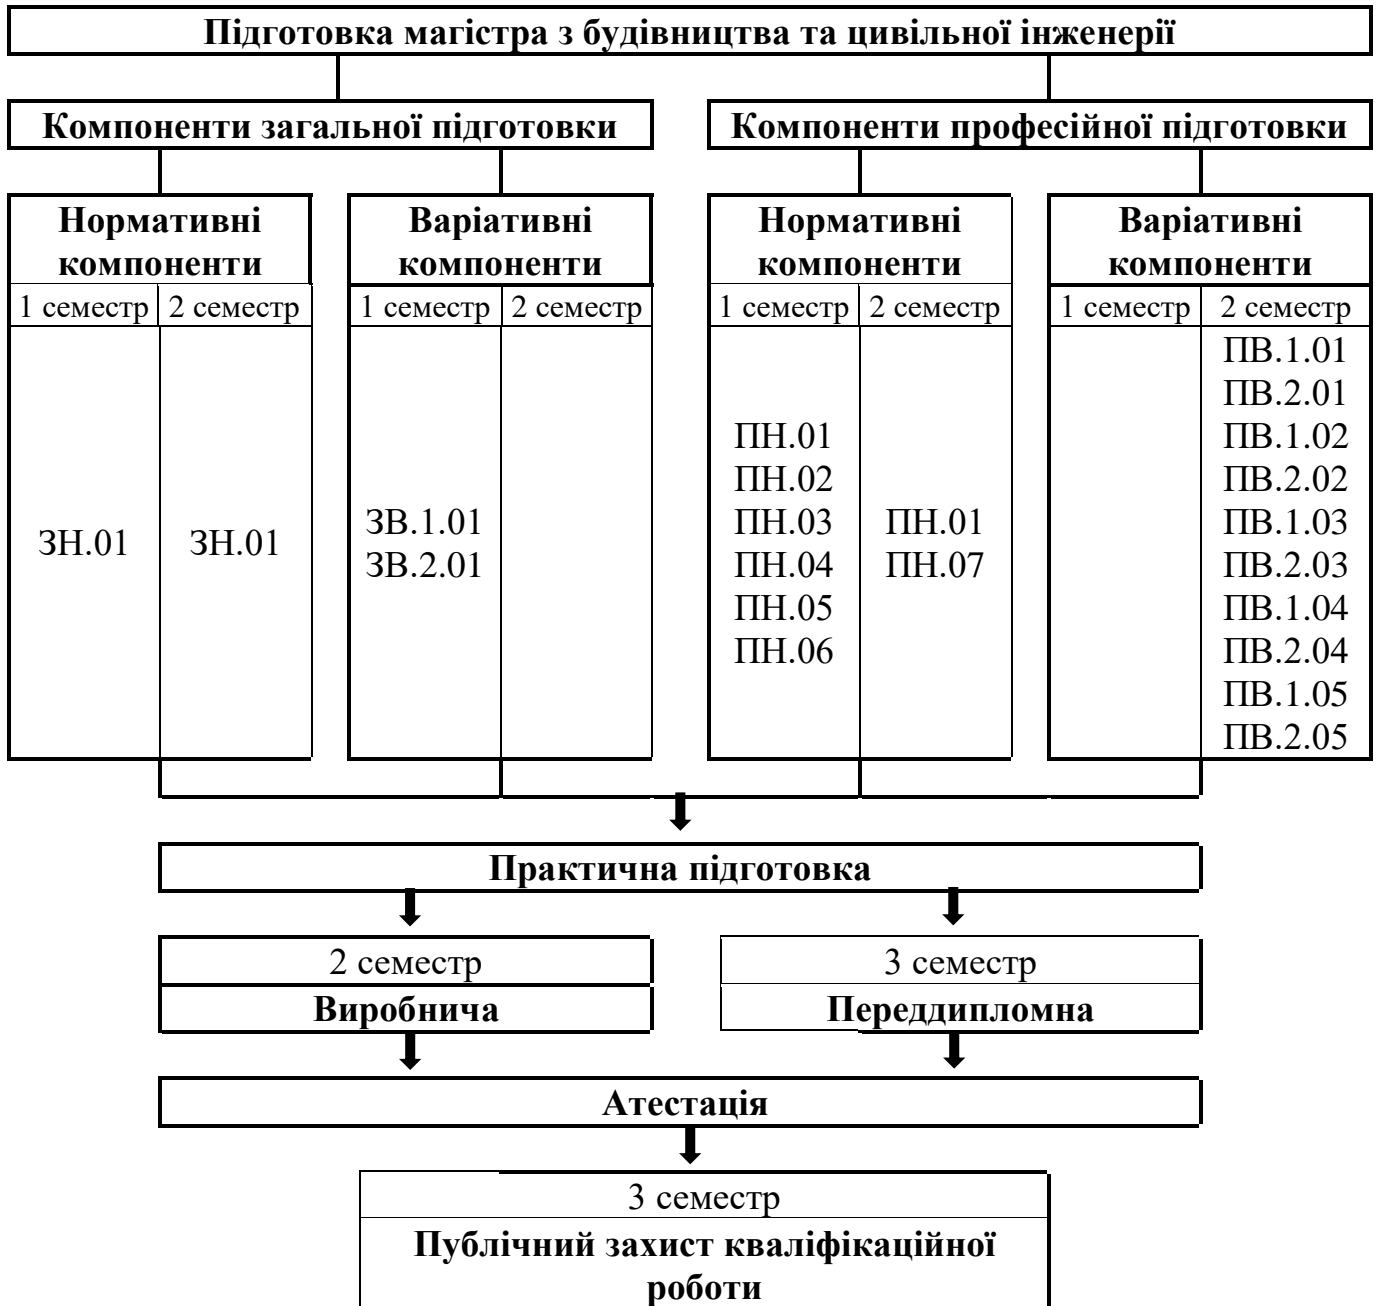 Підготовка магістра з будівництва та цивільної інженерії
Компоненти загальної підготовки
Компоненти професійної підготовки
Нормативні
компоненти
Варіативні
компоненти
Нормативні
компоненти
Варіативні
компоненти
1 семестр
2 семестр
1 семестр
2 семестр
1 семестр
2 семестр
1 семестр
2 семестр
ЗН.01
ЗН.01
ЗВ.1.01
ЗВ.2.01
ПН.01
ПН.02
ПН.03
ПН.04
ПН.05
ПН.06
ПН.01
ПН.07
ПВ.1.01
ПВ.2.01
ПВ.1.02
ПВ.2.02
ПВ.1.03
ПВ.2.03
ПВ.1.04
ПВ.2.04
ПВ.1.05
ПВ.2.05
Практична підготовка
2 семестр
Виробнича
3 семестр
Переддипломна
Атестація
3 семестр
Публічний захист кваліфікаційної
роботи